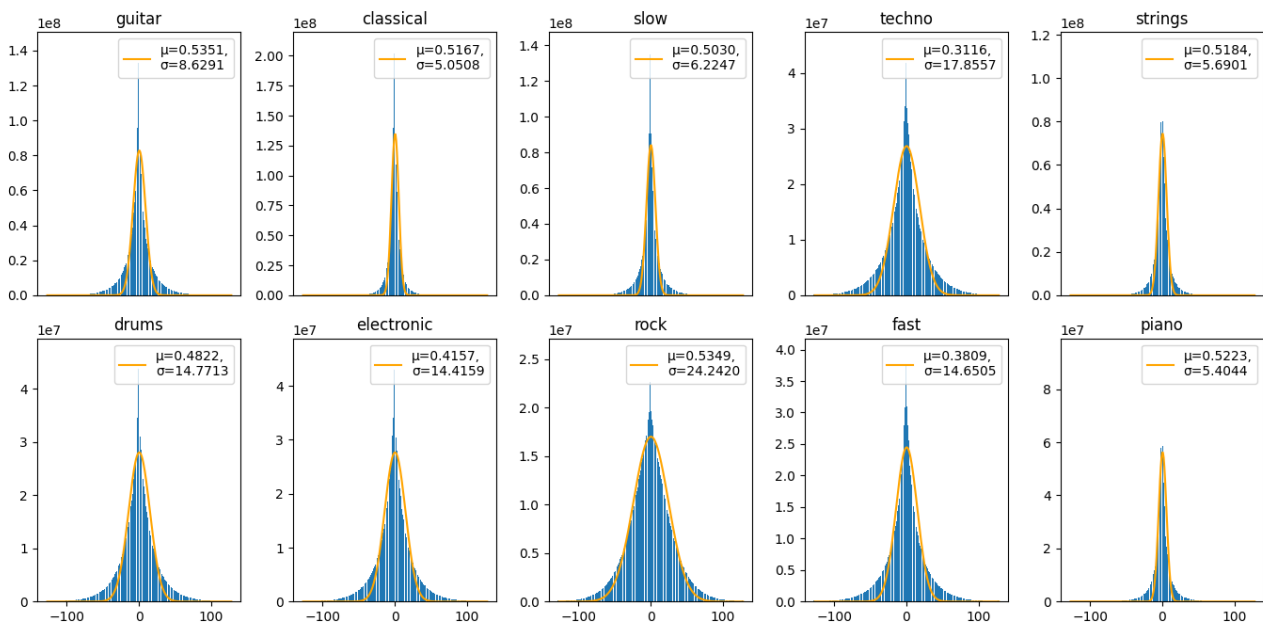 guitar
1e8
μ=0.5351,
σ=8.6291
1.4
1.2
1.0
0.8
0.6
0.4
0.2
0.0
classical
1e8
μ=0.5167,
σ=5.0508
2.00
1.75
1.50
1.25
1.00
0.75
0.50
0.25
0.00
slow
1e8
μ=0.5030,
σ=6.2247
1.4
1.2
1.0
0.8
0.6
0.4
0.2
0.0
techno
1e7
μ=0.3116,
σ=17.8557
4
3
2
1
0
strings
1e8
μ=0.5184,
σ=5.6901
1.2
1.0
0.8
0.6
0.4
0.2
0.0
drums
1e7
μ=0.4822,
σ=14.7713
4
3
2
1
0
−100 0 100
electronic
1e7
μ=0.4157,
σ=14.4159
4
3
2
1
0
−100 0 100
rock
1e7
μ=0.5349,
σ=24.2420
2.5
2.0
1.5
1.0
0.5
0.0
−100 0 100
fast
1e7
μ=0.3809,
σ=14.6505
4.0
3.5
3.0
2.5
2.0
1.5
1.0
0.5
0.0
−100 0 100
piano
1e7
μ=0.5223,
σ=5.4044
8
6
4
2
0
−100 0 100